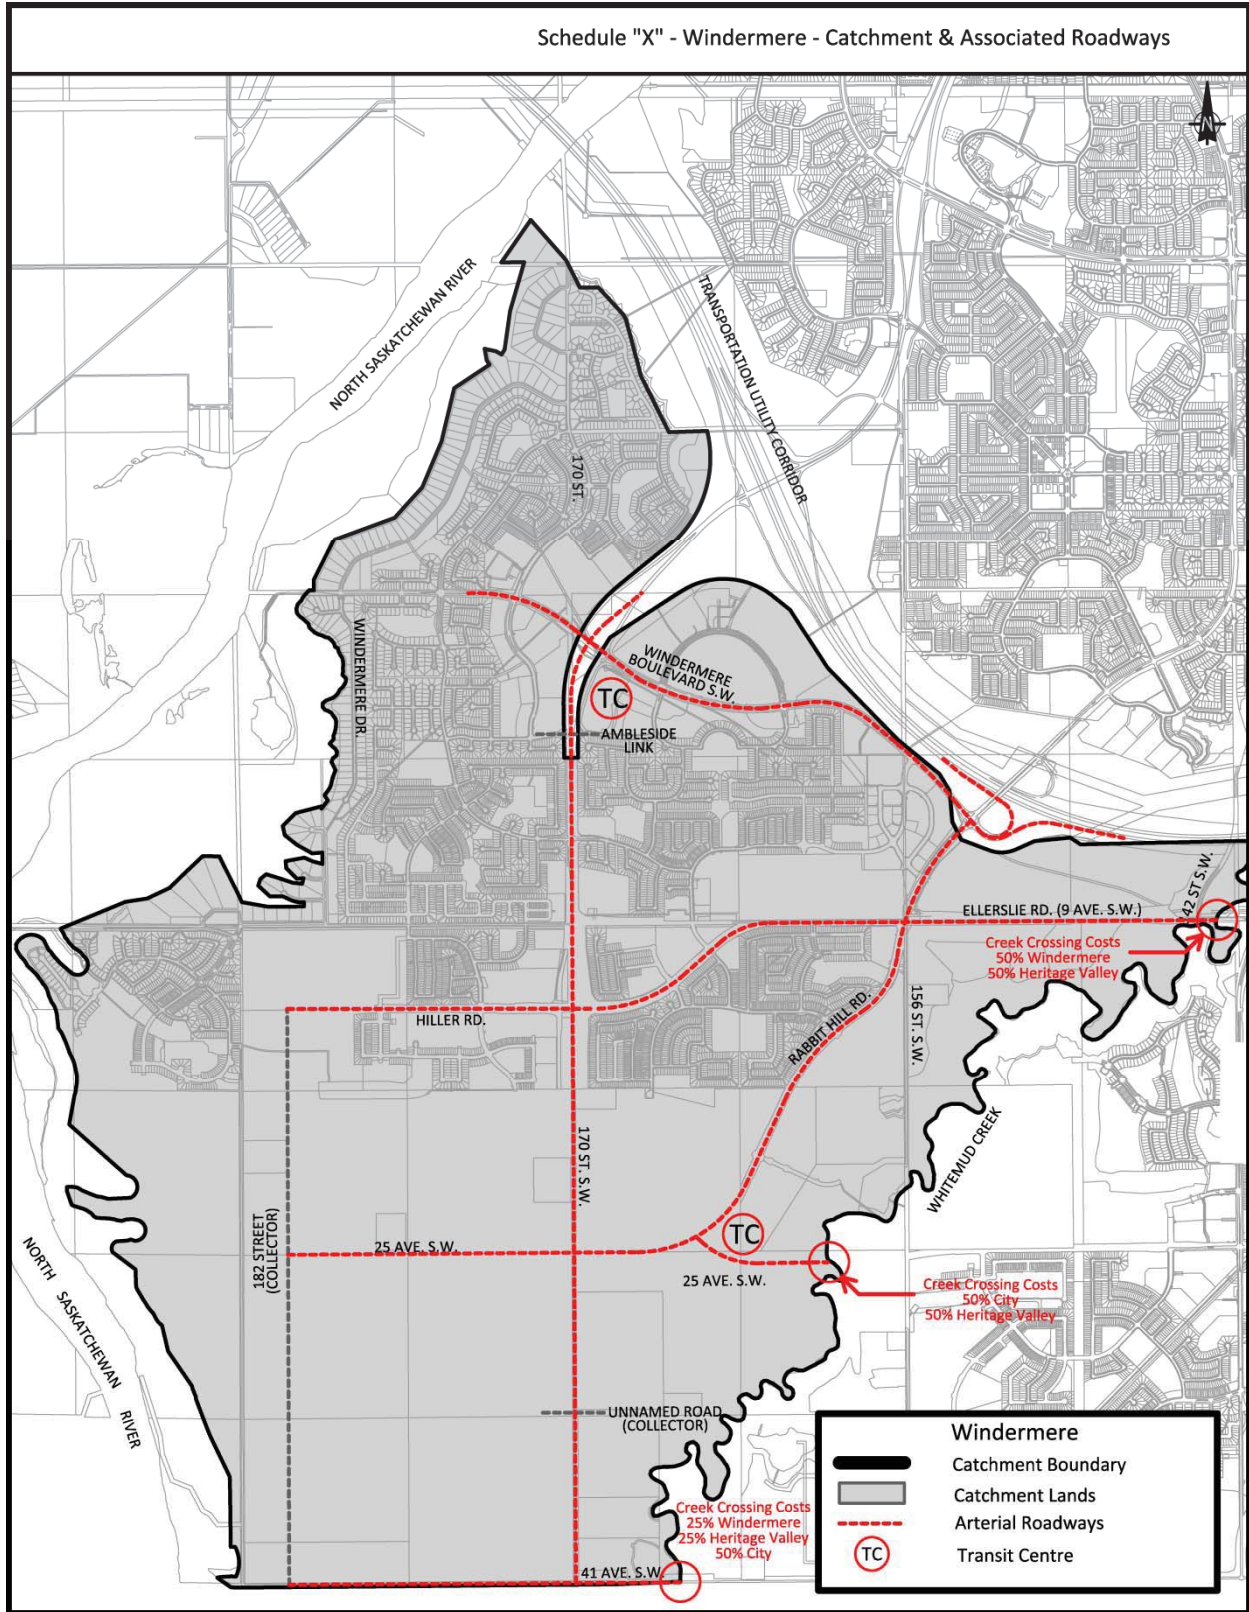 Schedule "X" - Windermere - Catchment & Associated Roadways
N
NORTH SASKATCHEWAN RIVER
TRANSPORTATION UTILITY CORRIDOR
170 ST.
WINDERMERE DR.
WINDERMERE
BOULEVARD S.W.
TC
AMBLESIDE
LINK
42 ST S.W.
ELLERSLIE RD. (9 AVE. S.W.)
Creek Crossing Costs
50% Windermere
50% Heritage Valley
HILLER RD.
RABBIT HILL RD.
156 ST. S.W.
WHITEMUD CREEK
170 ST. S.W.
182 STREET
(COLLECTOR)
25 AVE. S.W.
TC
25 AVE. S.W.
Creek Crossing Costs
50% City
50% Heritage Valley
NORTH SASKATCHEWAN RIVER
UNNAMED ROAD
(COLLECTOR)
Creek Crossing Costs
25% Windermere
25% Heritage Valley
50% City
41 AVE. S.W.
Windermere
Catchment Boundary
Catchment Lands
Arterial Roadways
TC
Transit Centre